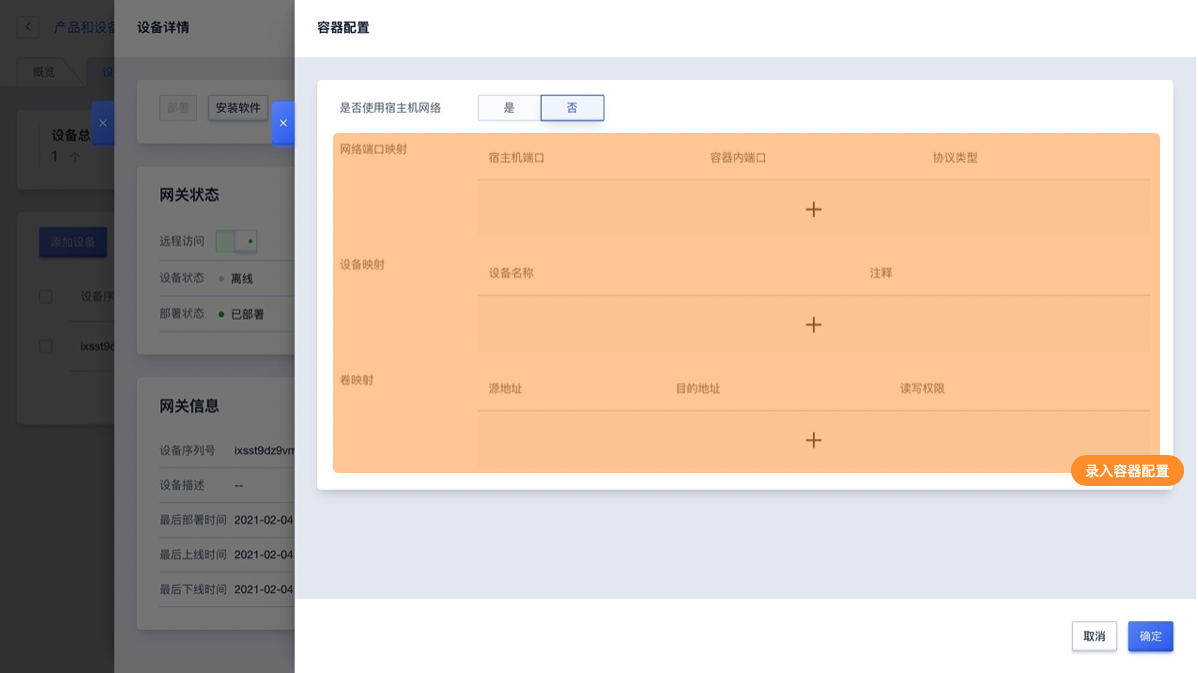 产品和设备
设备详情
容器配置
概览
设
部署
安装软件
是否使用宿主机网络
是
否
设备总
1 个
网络端口映射
宿主机端口
容器内端口
协议类型
网关状态
添加设备
远程访问
设备状态
离线
设备映射
设备名称
注释
设备序
部署状态
已部署
ixsst9d
卷映射
源地址
目的地址
读写权限
网关信息
设备序列号
ixsst9dz9vm
录入容器配置
设备描述
--
最后部署时间
2021-02-04
最后上线时间
2021-02-04
最后下线时间
2021-02-04
取消
确定